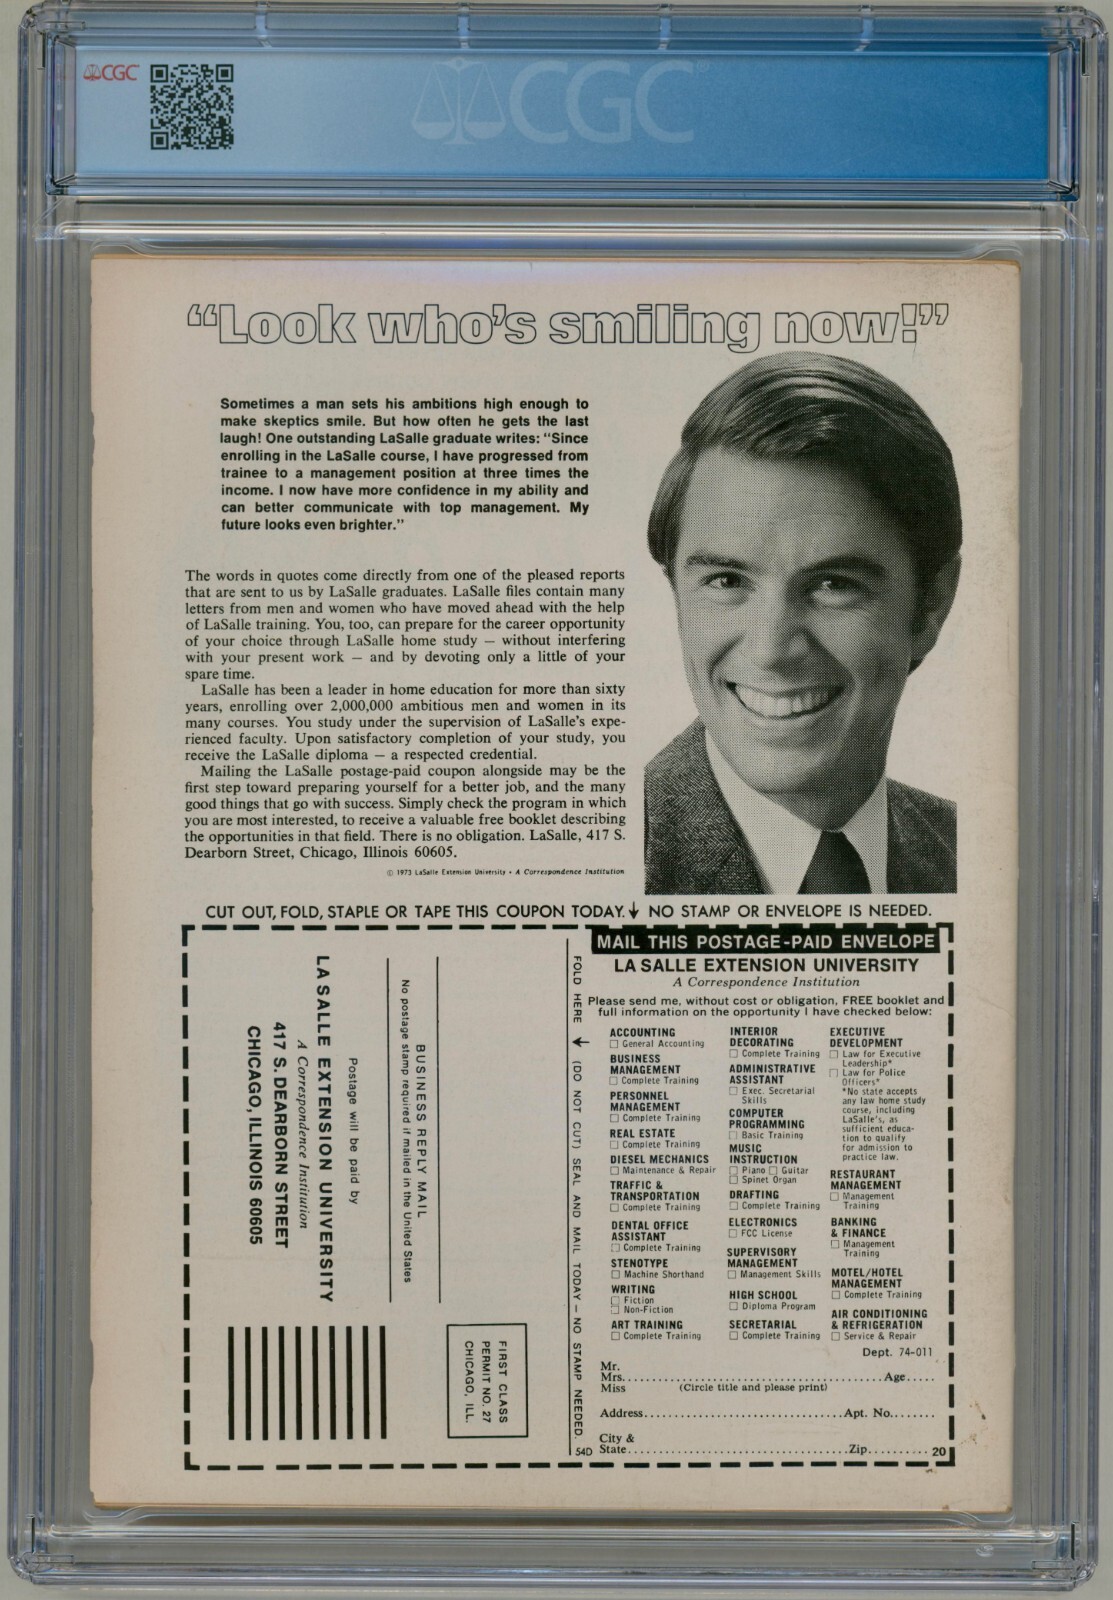 CGC
CGC
“Look who's smiling now!”
Sometimes a man sets his ambitions high enough to
make skeptics smile. But how often he gets the last
laugh! One outstanding LaSalle graduate writes: “Since
enrolling in the LaSalle course, I have progressed from
trainee to a management position at three times the
income. I now have more confidence in my ability and
can better communicate with top management. My
future looks even brighter.”
The words in quotes come directly from one of the pleased reports
that are sent to us by LaSalle graduates. LaSalle files contain many
letters from men and women who have moved ahead with the help
of LaSalle training. You, too, can prepare for the career opportunity
of your choice through LaSalle home study — without interfering
with your present work — and by devoting only a little of your
spare time.
LaSalle has been a leader in home education for more than sixty
years, enrolling over 2,000,000 ambitious men and women in its
many courses. You study under the supervision of LaSalle's expe-
rienced faculty. Upon satisfactory completion of your study, you
receive the LaSalle diploma — a respected credential.
Mailing the LaSalle postage-paid coupon alongside may be the
first step toward preparing yourself for a better job, and the many
good things that go with success. Simply check the program in which
you are most interested, to receive a valuable free booklet describing
the opportunities in that field. There is no obligation. LaSalle, 417 S.
Dearborn Street, Chicago, Illinois 60605.
© 1973 LaSalle Extension University • A Correspondence Institution
CUT OUT, FOLD, STAPLE OR TAPE THIS COUPON TODAY. ↓ NO STAMP OR ENVELOPE IS NEEDED.
FIRST CLASS
PERMIT NO. 27
CHICAGO, ILL.
BUSINESS REPLY MAIL
No postage stamp required if mailed in the United States
Postage will be paid by
LA SALLE EXTENSION UNIVERSITY
A Correspondence Institution
417 S. DEARBORN STREET
CHICAGO, ILLINOIS 60605
FOLD HERE ↓ (DO NOT CUT) SEAL AND MAIL TODAY — NO STAMP NEEDED.
54D
MAIL THIS POSTAGE-PAID ENVELOPE
LA SALLE EXTENSION UNIVERSITY
A Correspondence Institution
Please send me, without cost or obligation, FREE booklet and
full information on the opportunity I have checked below:
ACCOUNTING
☐ General Accounting
BUSINESS
MANAGEMENT
☐ Complete Training
PERSONNEL
MANAGEMENT
☐ Complete Training
REAL ESTATE
☐ Complete Training
DIESEL MECHANICS
☐ Maintenance & Repair
TRAFFIC &
TRANSPORTATION
☐ Complete Training
DENTAL OFFICE
ASSISTANT
☐ Complete Training
STENOTYPE
☐ Machine Shorthand
WRITING
☐ Fiction
☐ Non-Fiction
ART TRAINING
☐ Complete Training
INTERIOR
DECORATING
☐ Complete Training
ADMINISTRATIVE
ASSISTANT
☐ Exec. Secretarial
Skills
COMPUTER
PROGRAMMING
☐ Basic Training
MUSIC
INSTRUCTION
☐ Piano ☐ Guitar
☐ Spinet Organ
DRAFTING
☐ Complete Training
ELECTRONICS
☐ FCC License
SUPERVISORY
MANAGEMENT
☐ Management Skills
HIGH SCHOOL
☐ Diploma Program
SECRETARIAL
☐ Complete Training
EXECUTIVE
DEVELOPMENT
☐ Law for Executive
Leadership*
☐ Law for Police
Officers*
*No state accepts
any law home study
course, including
LaSalle's, as
sufficient educa-
tion to qualify
for admission to
practice law.
RESTAURANT
MANAGEMENT
☐ Management
Training
BANKING
& FINANCE
☐ Management
Training
MOTEL/HOTEL
MANAGEMENT
☐ Complete Training
AIR CONDITIONING
& REFRIGERATION
☐ Service & Repair
Dept. 74-011
Mr.
Mrs. Age
Miss (Circle title and please print)
Address Apt. No.
City &
State Zip 20